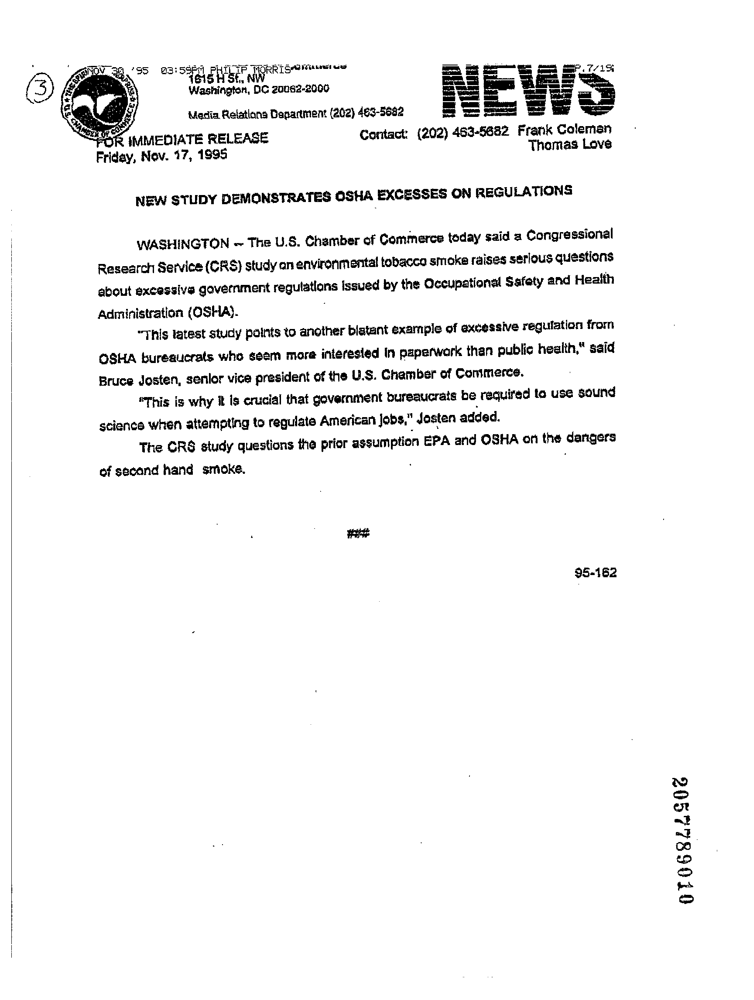 3
NOV 30 '95 03:59PM PHILIP MORRIS P.7/19
1615 H St., NW
Washington, DC 20062-2000
NEWS
Media Relations Department (202) 463-5682
FOR IMMEDIATE RELEASE
Friday, Nov. 17, 1995
Contact: (202) 463-5682 Frank Coleman
Thomas Love
NEW STUDY DEMONSTRATES OSHA EXCESSES ON REGULATIONS
WASHINGTON -- The U.S. Chamber of Commerce today said a Congressional
Research Service (CRS) study on environmental tobacco smoke raises serious questions
about excessive government regulations issued by the Occupational Safety and Health
Administration (OSHA).
"This latest study points to another blatant example of excessive regulation from
OSHA bureaucrats who seem more interested in paperwork than public health," said
Bruce Josten, senior vice president of the U.S. Chamber of Commerce.
"This is why it is crucial that government bureaucrats be required to use sound
science when attempting to regulate American jobs," Josten added.
The CRS study questions the prior assumption EPA and OSHA on the dangers
of second hand smoke.
###
95-162
2057789010